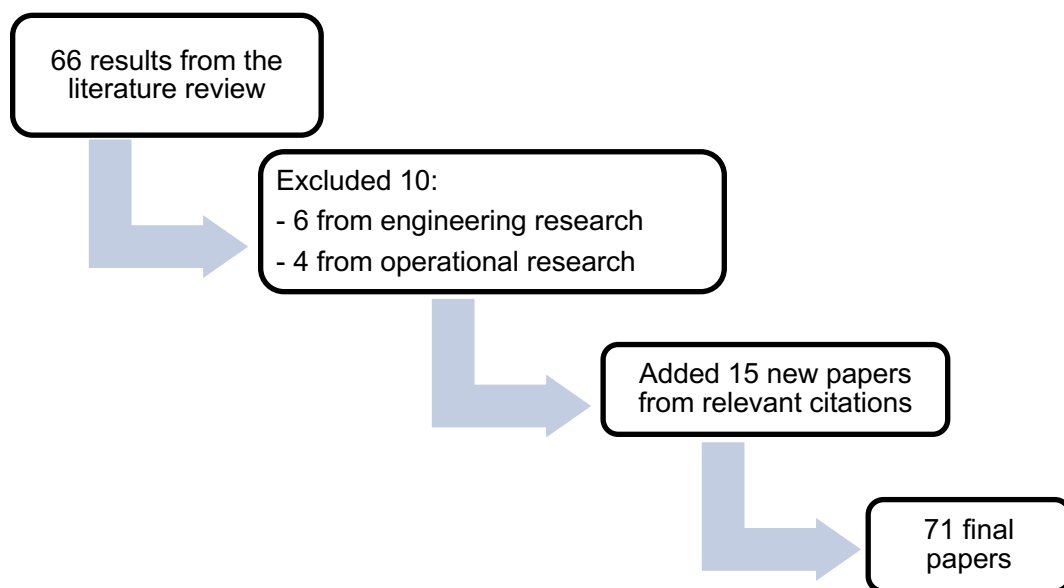 66 results from the
literature review
Excluded 10:
- 6 from engineering research
- 4 from operational research
Added 15 new papers
from relevant citations
71 final
papers